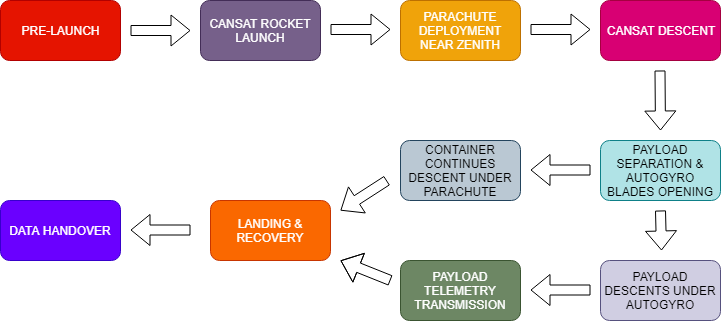 PRE-LAUNCH
CANSAT ROCKET
LAUNCH
PARACHUTE
DEPLOYMENT
NEAR ZENITH
CANSAT DESCENT
PAYLOAD
SEPARATION &
AUTOGYRO
BLADES OPENING
CONTAINER
CONTINUES
DESCENT UNDER
PARACHUTE
PAYLOAD
DESCENTS UNDER
AUTOGYRO
PAYLOAD
TELEMETRY
TRANSMISSION
LANDING &
RECOVERY
DATA HANDOVER